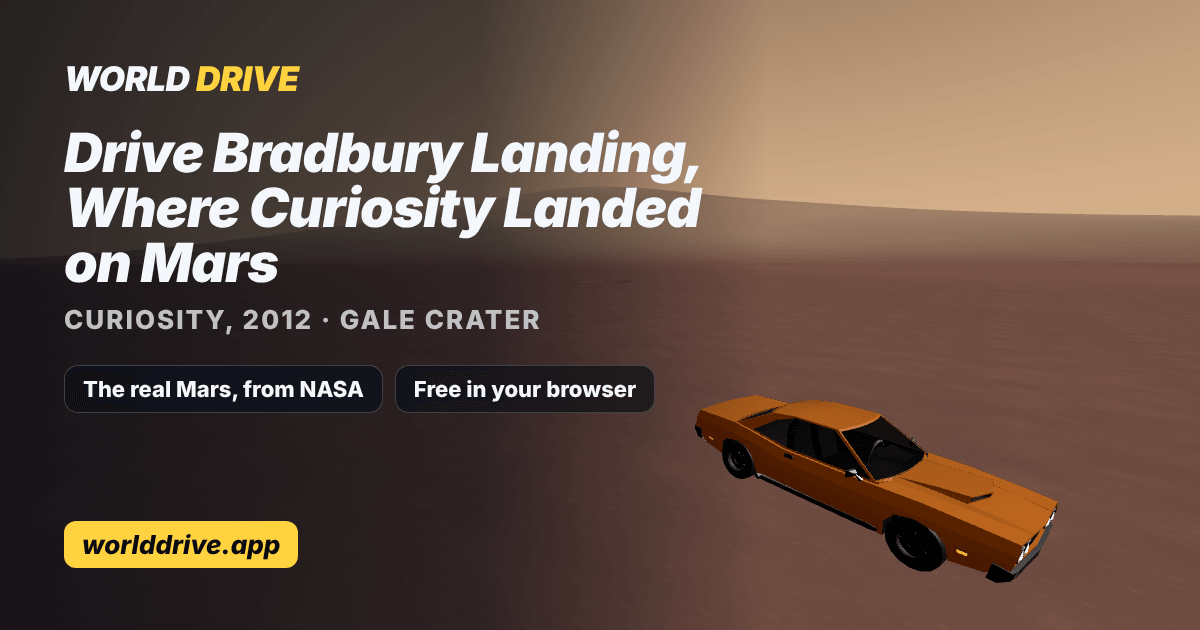 WORLD DRIVE
Drive Bradbury Landing,
Where Curiosity Landed
on Mars
CURIOSITY, 2012 · GALE CRATER
The real Mars, from NASA
Free in your browser
worlddrive.app